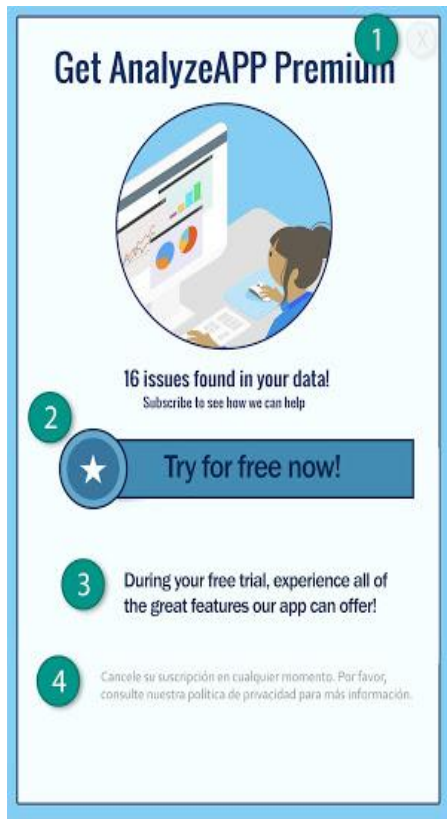 1
X
Get AnalyzeAPP Premium
16 issues found in your data!
Subscribe to see how we can help
2
Try for free now!
3
During your free trial, experience all of
the great features our app can offer!
4
Cancele su suscripción en cualquier momento. Por favor,
consulte nuestra política de privacidad para más información.